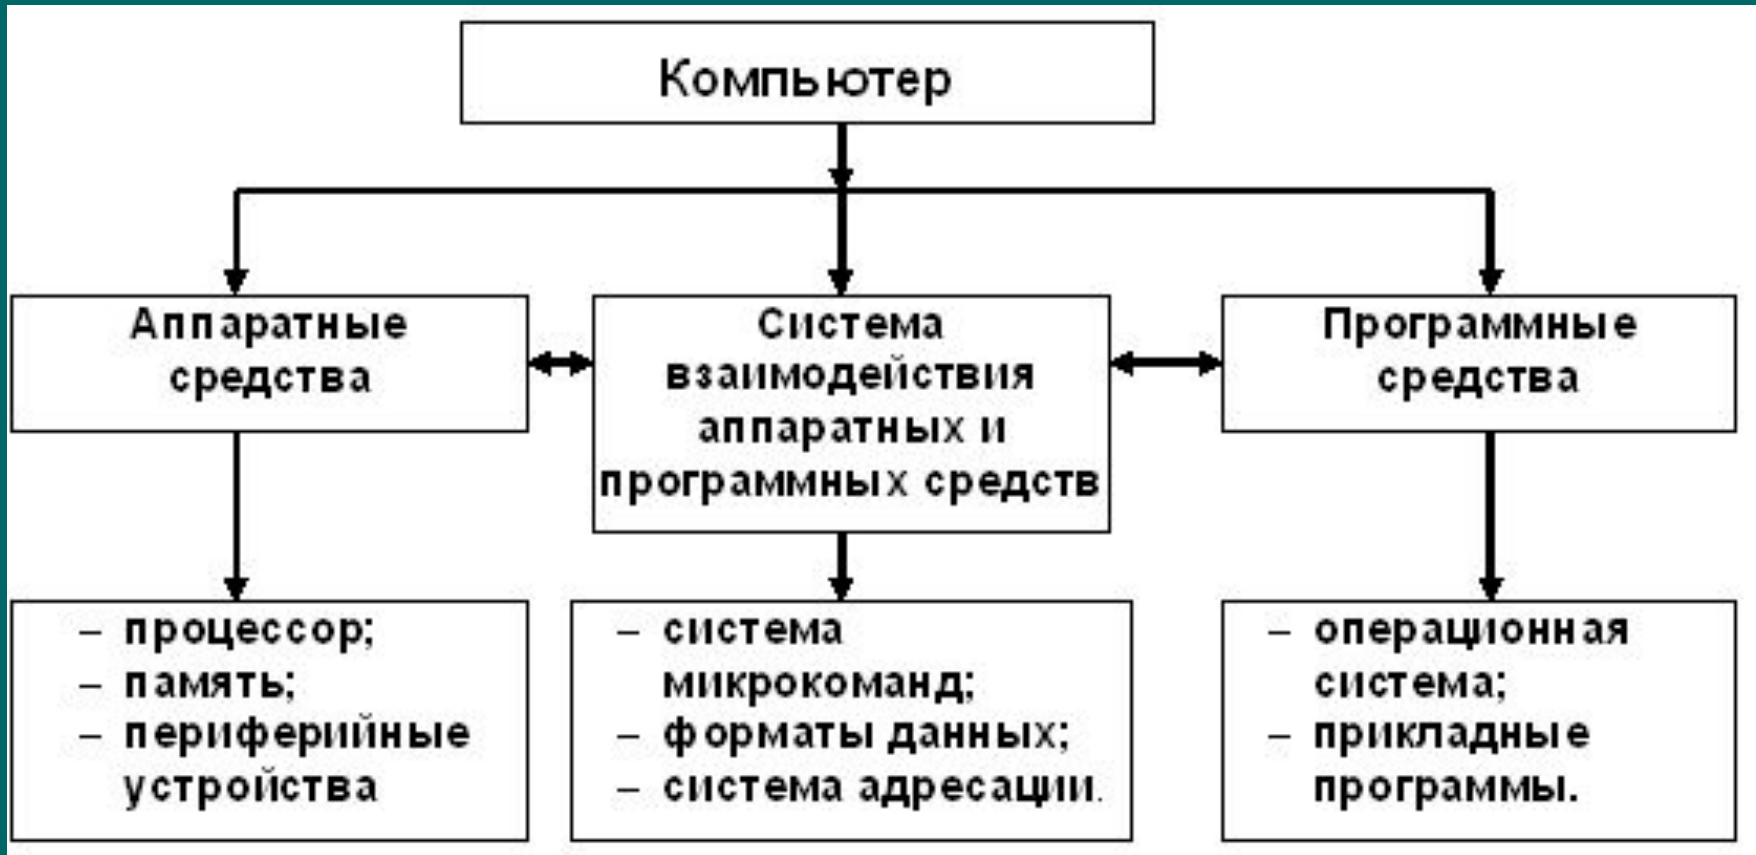 Компьютер
Аппаратные
средства
Система
взаимодействия
аппаратных и
программных средств
Программные
средства
– процессор;
– память;
– периферийные
устройства
– система
микрокоманд;
– форматы данных;
– система адресации.
– операционная
система;
– прикладные
программы.